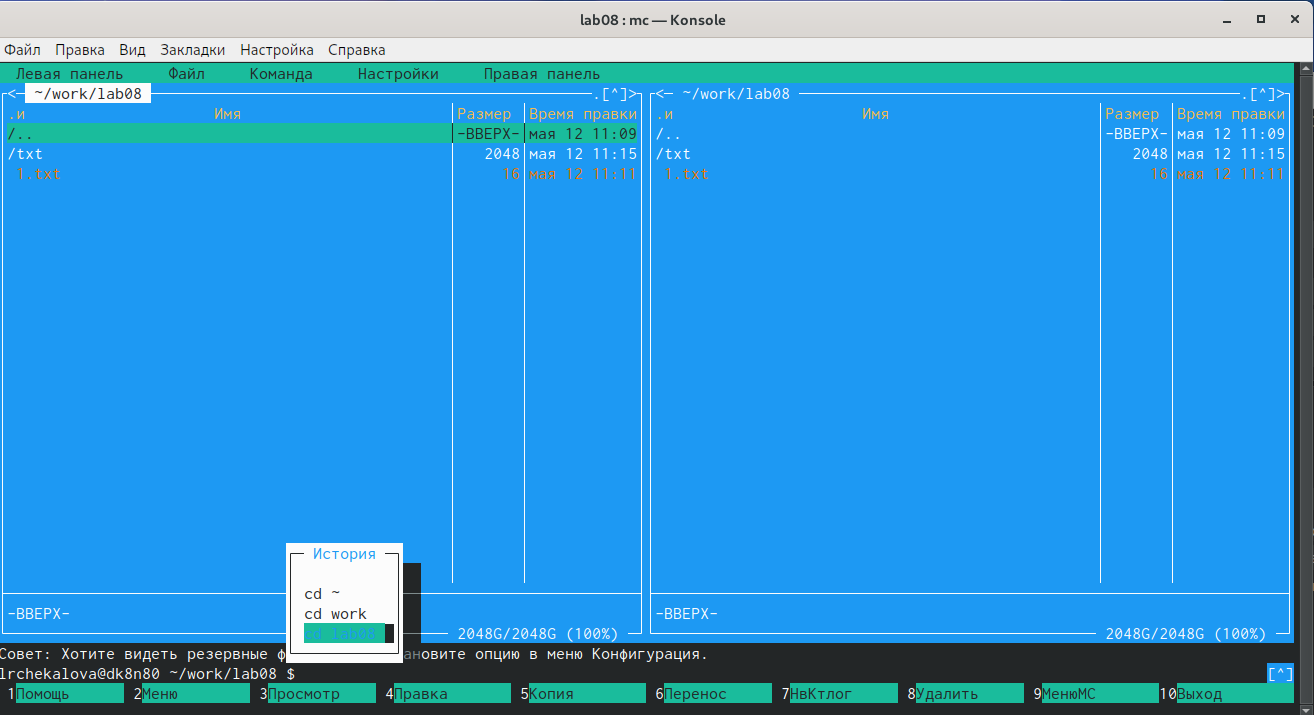 lab08 : mc — Konsole
Файл Правка Вид Закладки Настройка Справка
Левая панель Файл Команда Настройки Правая панель
<─ ~/work/lab08 .[^]> <─ ~/work/lab08 .[^]>
.и Имя Размер Время правки .и Имя Размер Время правки
/.. -ВВЕРХ- мая 12 11:09 /.. -ВВЕРХ- мая 12 11:09
/txt 2048 мая 12 11:15 /txt 2048 мая 12 11:15
1.txt 16 мая 12 11:11 1.txt 16 мая 12 11:11
История
cd ~
cd work
cd lab08
-ВВЕРХ- -ВВЕРХ-
2048G/2048G (100%) 2048G/2048G (100%)
Совет: Хотите видеть резервные ф ановите опцию в меню Конфигурация.
lrchekalova@dk8n80 ~/work/lab08 $ [^]
1Помощь 2Меню 3Просмотр 4Правка 5Копия 6Перенос 7НвКтлог 8Удалить 9МенюМС 10Выход